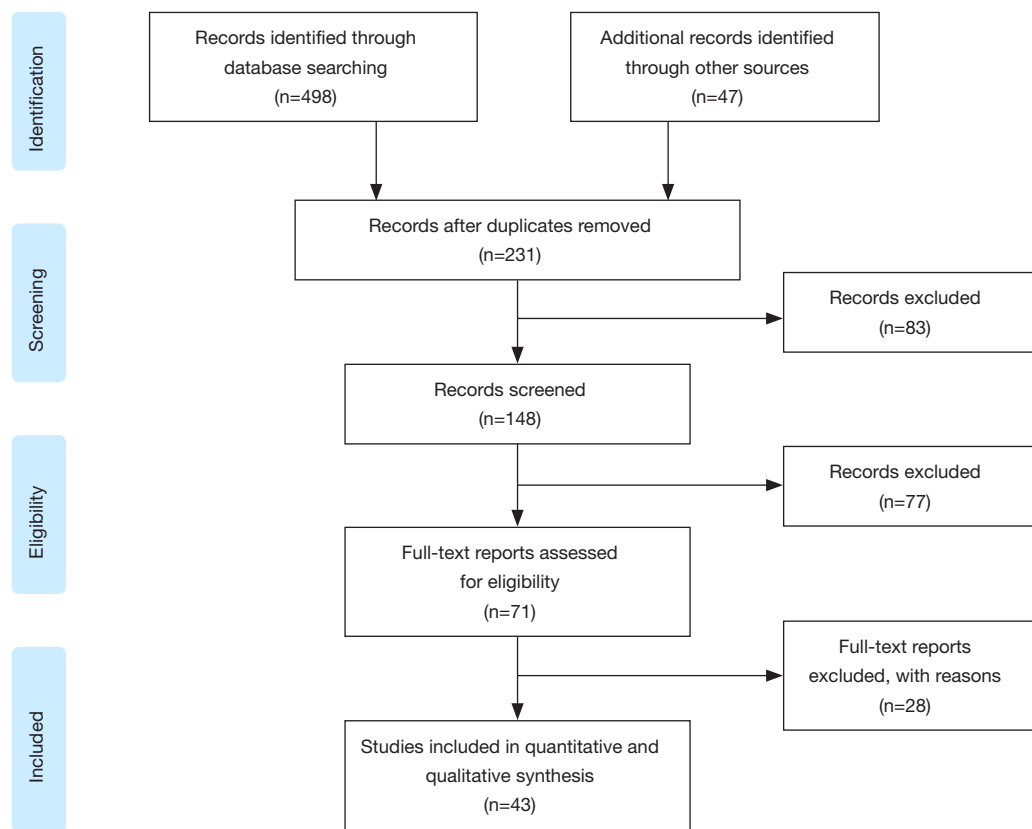 Identification
Records identified through
database searching
(n=498)
Additional records identified
through other sources
(n=47)
Records after duplicates removed
(n=231)
Screening
Records excluded
(n=83)
Records screened
(n=148)
Eligibility
Records excluded
(n=77)
Full-text reports assessed
for eligibility
(n=71)
Included
Full-text reports
excluded, with reasons
(n=28)
Studies included in quantitative and
qualitative synthesis
(n=43)